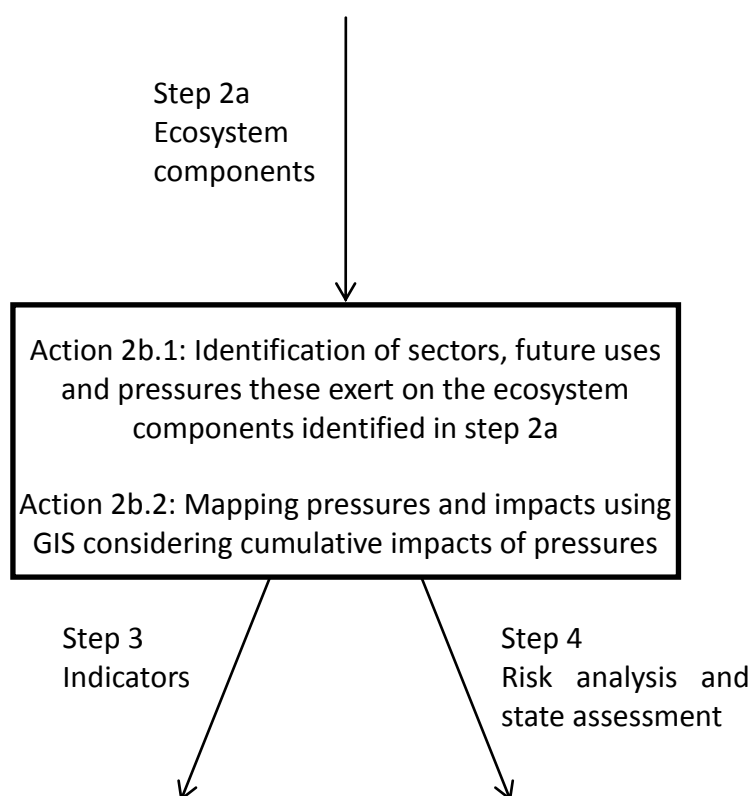 Step 2a
Ecosystem
components
Action 2b.1: Identification of sectors, future uses
and pressures these exert on the ecosystem
components identified in step 2a
Action 2b.2: Mapping pressures and impacts using
GIS considering cumulative impacts of pressures
Step 3
Indicators
Step 4
Risk analysis and
state assessment